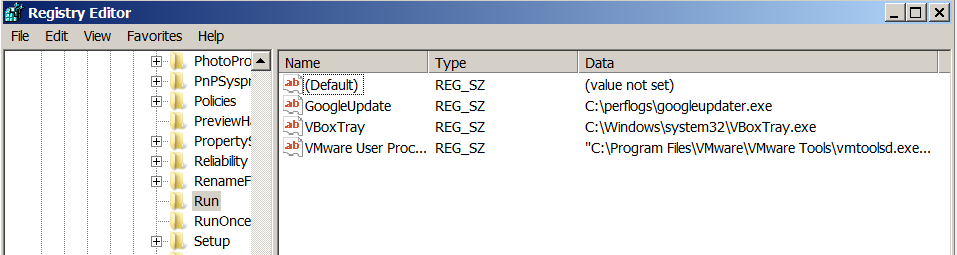 Registry Editor
File Edit View Favorites Help
PhotoPro
PnPSyspr
Policies
PreviewHa
PropertyS
Reliability
RenameF
Run
RunOnce
Setup
Name Type Data
(Default) REG_SZ (value not set)
GoogleUpdate REG_SZ C:\perflogs\googleupdater.exe
VBoxTray REG_SZ C:\Windows\system32\VBoxTray.exe
VMware User Proc... REG_SZ "C:\Program Files\VMware\VMware Tools\vmtoolsd.exe...